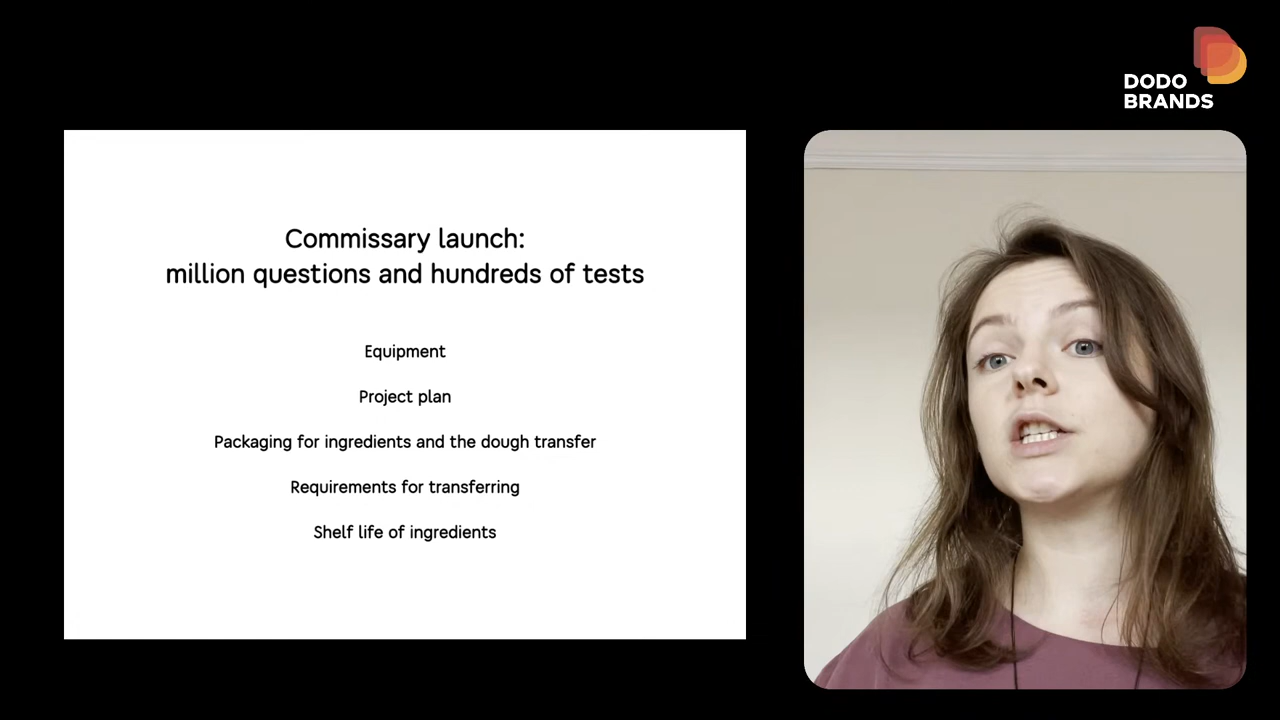 DODO
BRANDS
Commissary launch:
million questions and hundreds of tests
Equipment
Project plan
Packaging for ingredients and the dough transfer
Requirements for transferring
Shelf life of ingredients